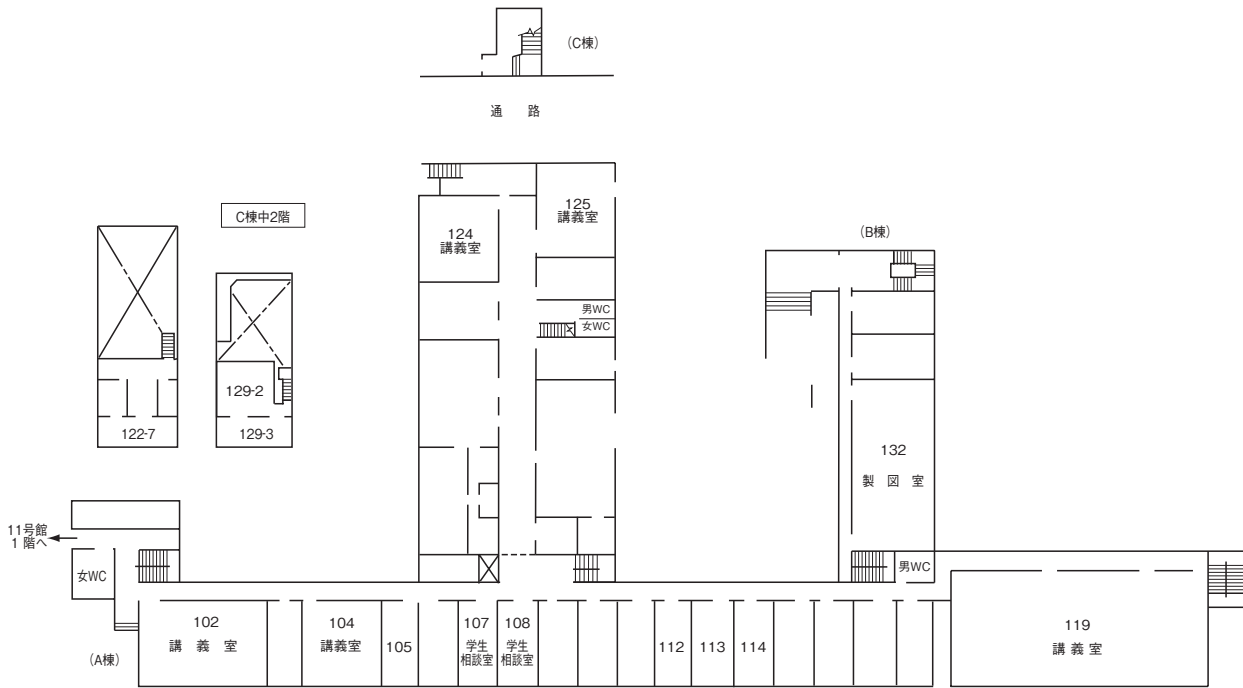 (C棟)
通 路
C棟中2階
125
講義室
124
講義室
(B棟)
男WC
女WC
129-2
122-7
129-3
132
製 図 室
11号館
1 階へ
女WC
男WC
102
講 義 室
104
講義室
105
107
学生
相談室
108
学生
相談室
112
113
114
119
講 義 室
(A棟)